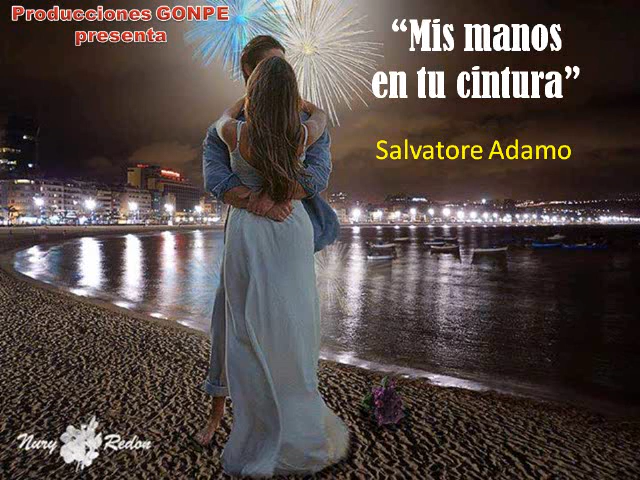 Producciones GONPE
presenta
“Mis manos
en tu cintura”
Salvatore Adamo
Nury Redon